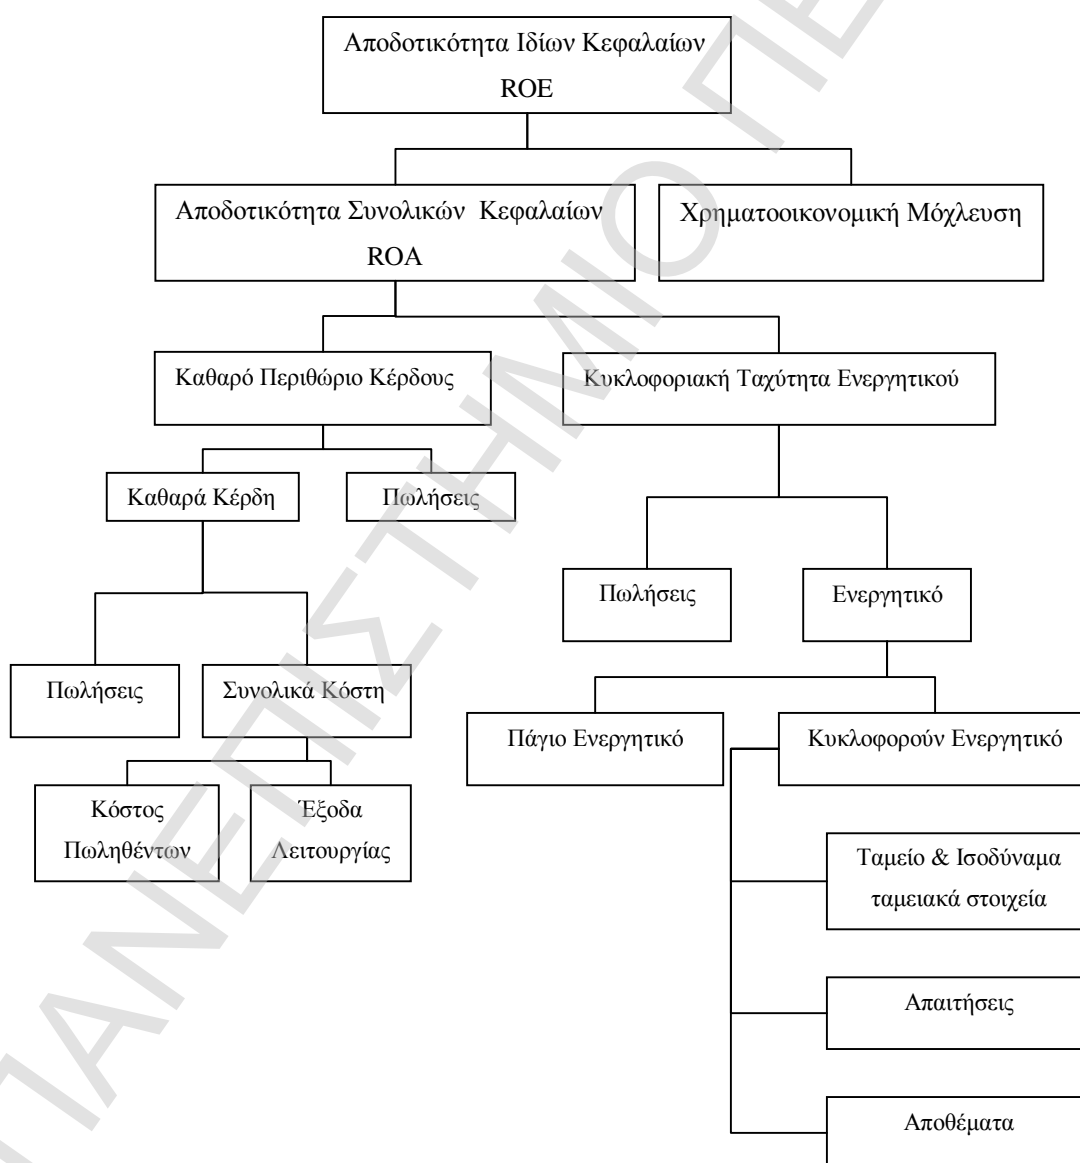 Αποδοτικότητα Ιδίων Κεφαλαίων
ROE
Αποδοτικότητα Συνολικών Κεφαλαίων
ROA
Χρηματοοικονομική Μόχλευση
Καθαρό Περιθώριο Κέρδους
Κυκλοφοριακή Ταχύτητα Ενεργητικού
Καθαρά Κέρδη
Πωλήσεις
Πωλήσεις
Ενεργητικό
Πωλήσεις
Συνολικά Κόστη
Πάγιο Ενεργητικό
Κυκλοφορούν Ενεργητικό
Κόστος
Πωληθέντων
Έξοδα
Λειτουργίας
Ταμείο & Ισοδύναμα
ταμειακά στοιχεία
Απαιτήσεις
Αποθέματα
ΠΑΝΕΠΙΣΤΗΜΙΟ ΠΕ